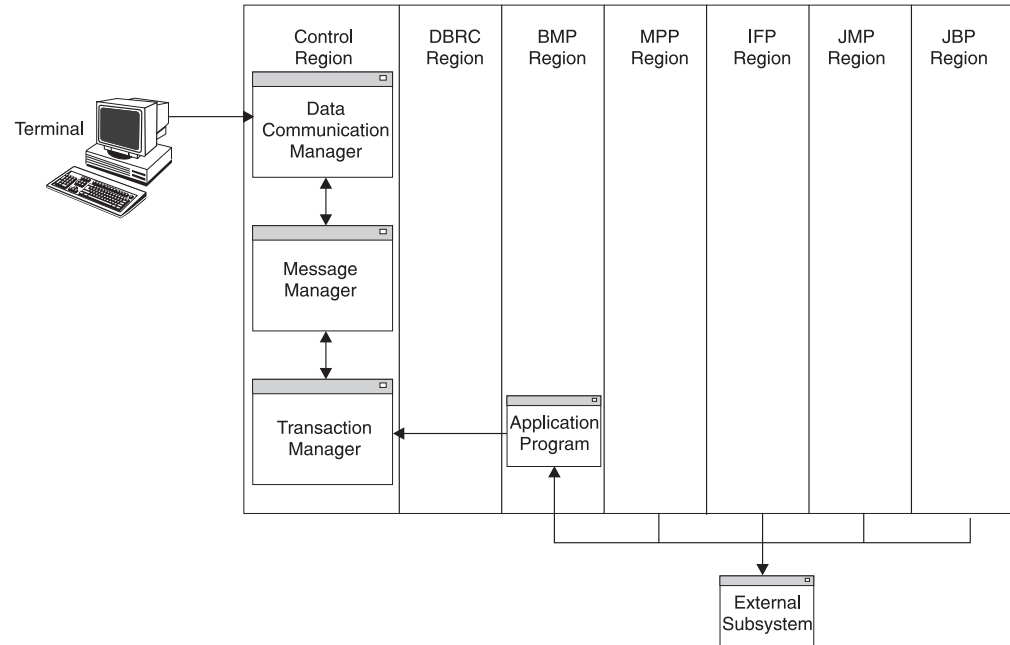 Control
Region
DBRC
Region
BMP
Region
MPP
Region
IFP
Region
JMP
Region
JBP
Region
Terminal
Data
Communication
Manager
Message
Manager
Transaction
Manager
Application
Program
External
Subsystem